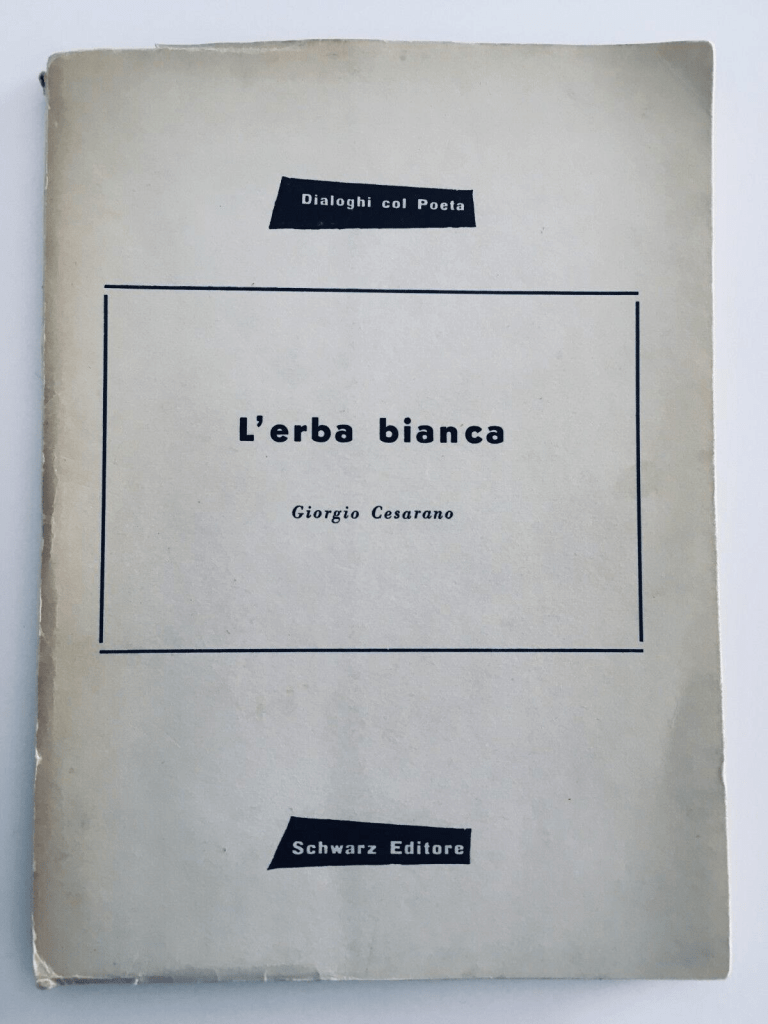 Dialoghi col Poeta
L'erba bianca
Giorgio Cesarano
Schwarz Editore